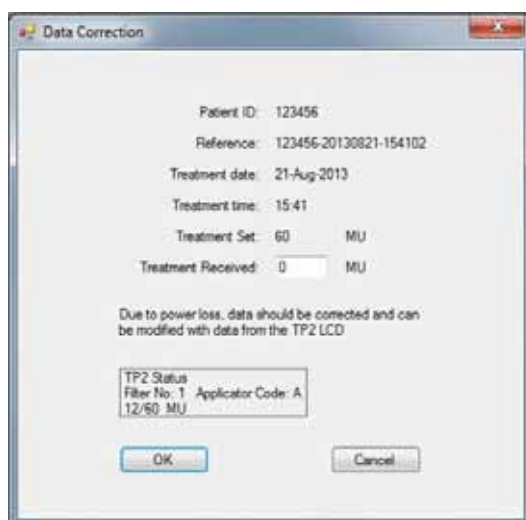 Data Correction
Patient ID: 123456
Reference: 123456-20130821-154102
Treatment date: 21-Aug-2013
Treatment time: 15:41
Treatment Set: 60 MU
Treatment Received: 0 MU
Due to power loss, data should be corrected and can
be modified with data from the TP2 LCD
TP2 Status
Filter No: 1 Applicator Code: A
12/60 MU
OK Cancel